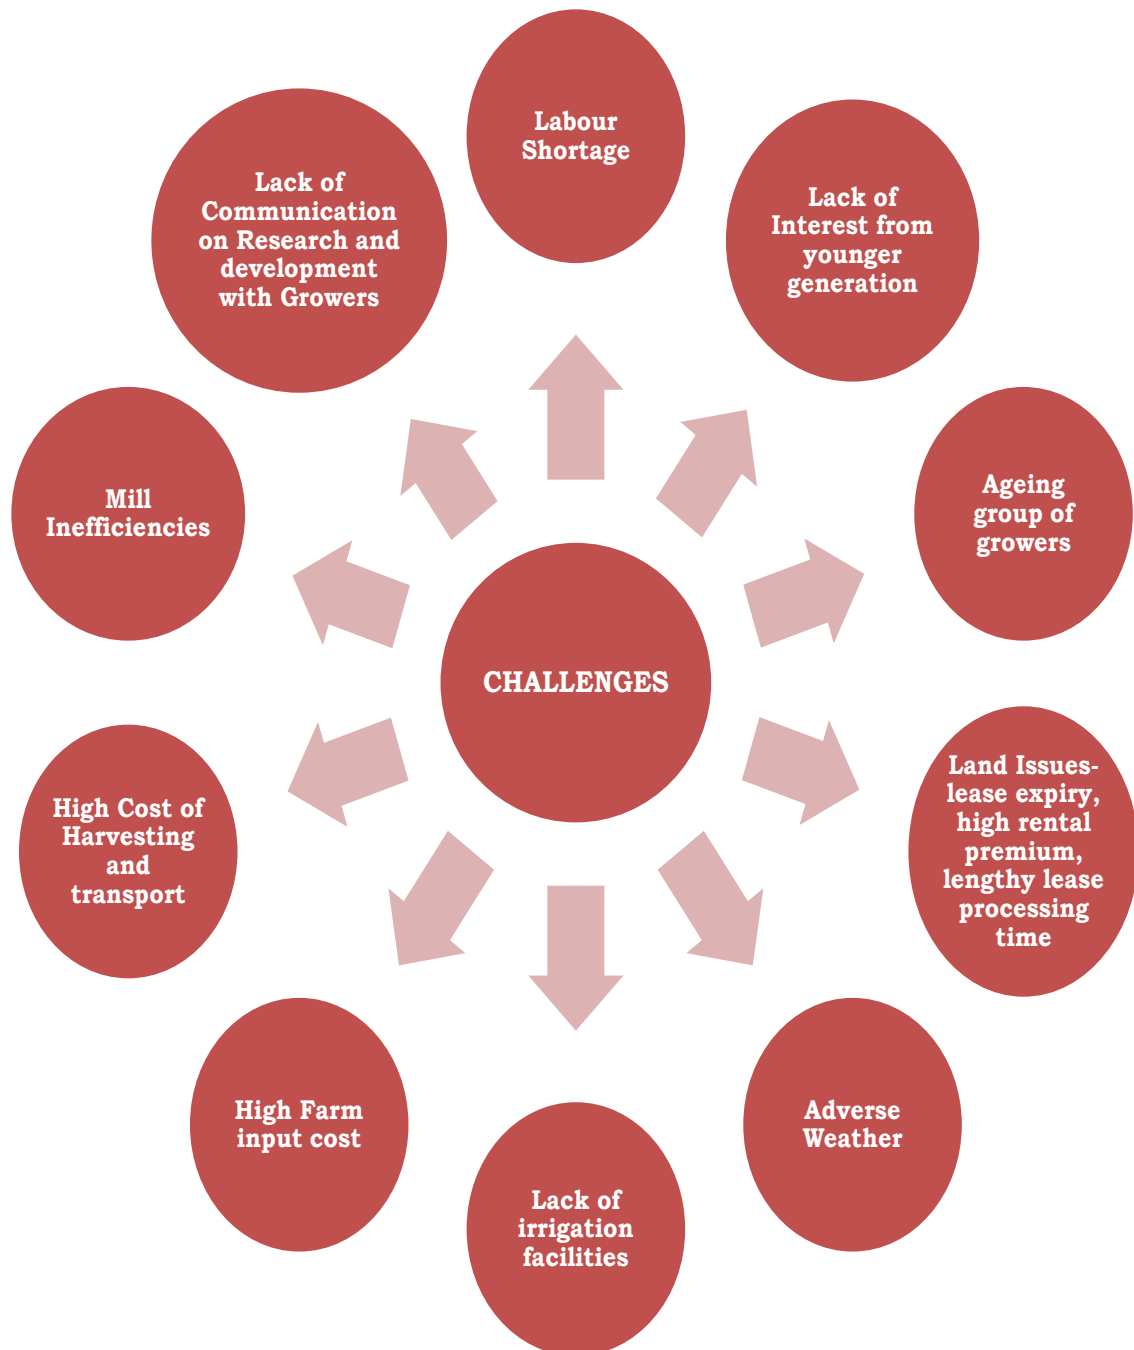 Labour
Shortage
Lack of
Interest from
younger
generation
Ageing
group of
growers
Land Issues-
lease expiry,
high rental
premium,
lengthy lease
processing
time
Adverse
Weather
Lack of
irrigation
facilities
High Farm
input cost
High Cost of
Harvesting
and
transport
Mill
Inefficiencies
Lack of
Communication
on Research and
development
with Growers
CHALLENGES